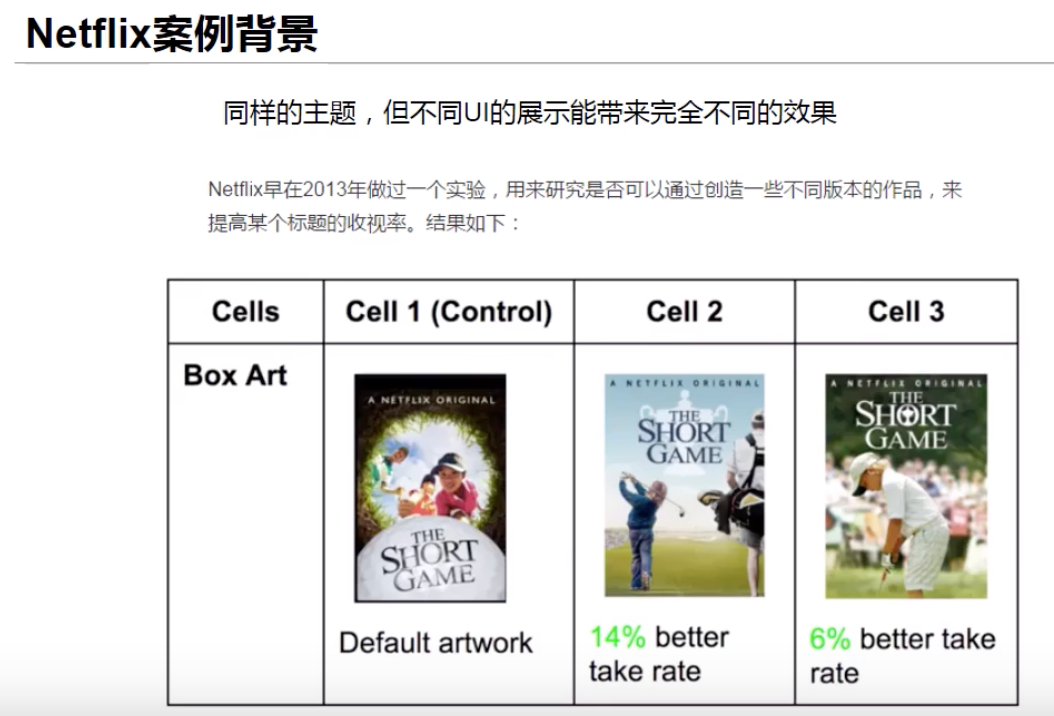 Netflix案例背景
同样的主题，但不同UI的展示能带来完全不同的效果
Netflix早在2013年做过一个实验，用来研究是否可以通过创造一些不同版本的作品，来
提高某个标题的收视率。结果如下：
Cells
Cell 1 (Control)
Cell 2
Cell 3
Box Art
A NETFLIX ORIGINAL
THE
SHORT
GAME
Default artwork
A NETFLIX ORIGINAL
THE
SHORT
GAME
14% better
take rate
A NETFLIX ORIGINAL
THE
SHORT
GAME
6% better take
rate